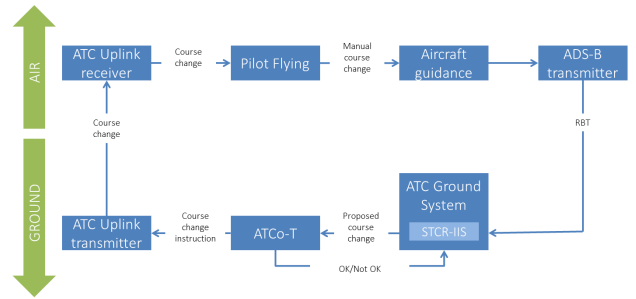 AIR
ATC Uplink
receiver
Course
change
Pilot Flying
Manual
course
change
Aircraft
guidance
ADS-B
transmitter
Course
change
RBT
GROUND
ATC Uplink
transmitter
Course
change
instruction
ATCo-T
Proposed
course
change
ATC Ground
System
STCR-IIS
OK/Not OK